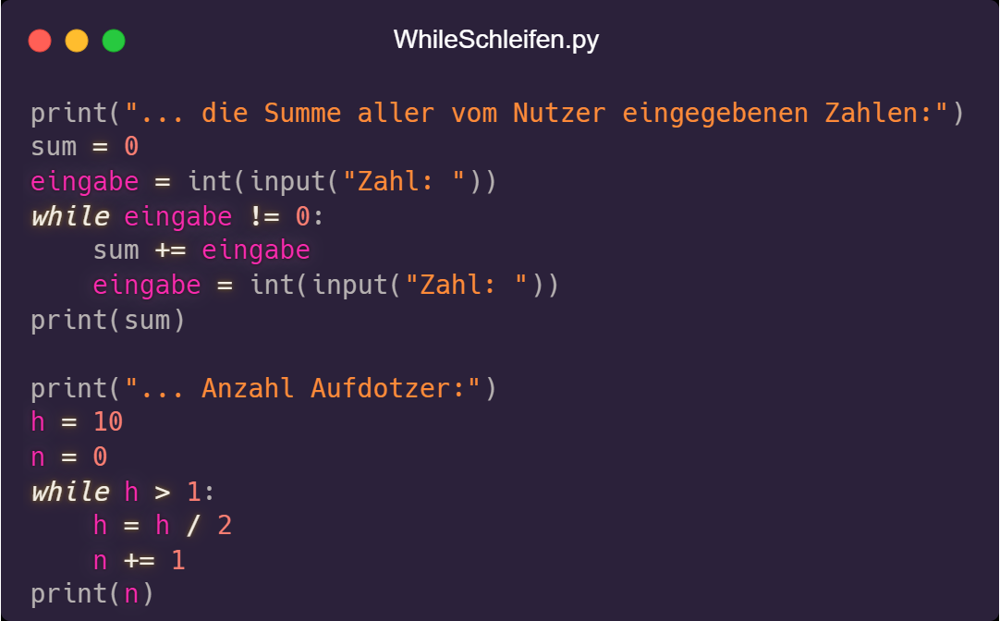 WhileSchleifen.py
print("... die Summe aller vom Nutzer eingegebenen Zahlen:")
sum = 0
eingabe = int(input("Zahl: "))
while eingabe != 0:
    sum += eingabe
    eingabe = int(input("Zahl: "))
print(sum)

print("... Anzahl Aufdotzer:")
h = 10
n = 0
while h > 1:
    h = h / 2
    n += 1
print(n)